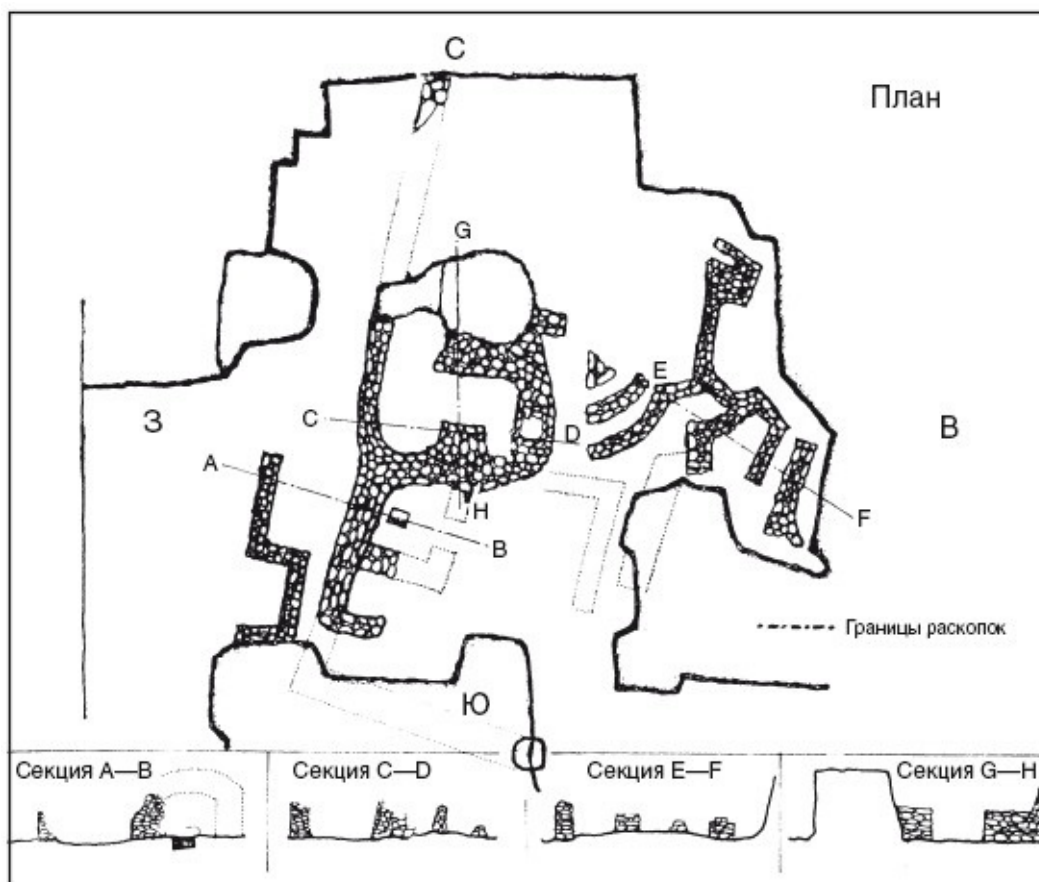 С
План
G
E
З
C
D
В
A
H
F
B
Границы раскопок
Ю
Секция A—B
Секция C—D
Секция E—F
Секция G—H